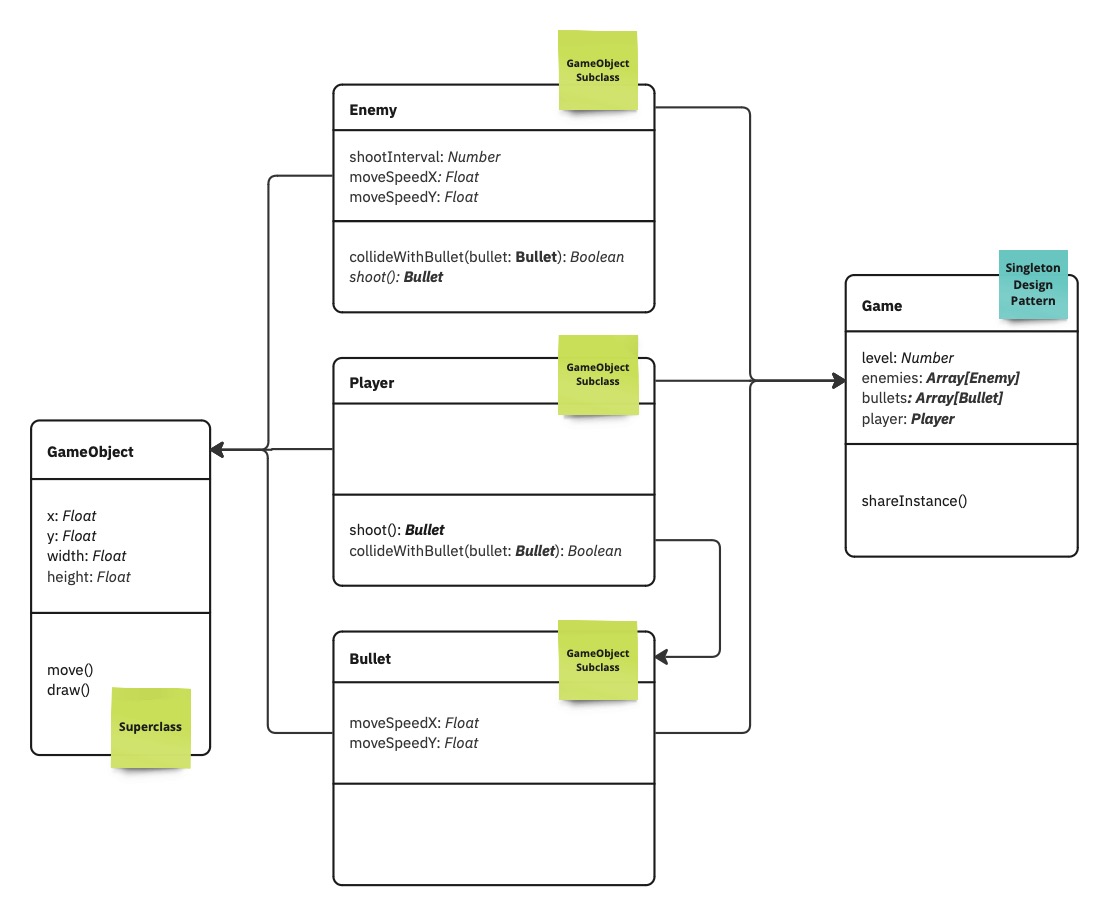 GameObject
Subclass
Enemy
shootInterval: Number
moveSpeedX: Float
moveSpeedY: Float
collideWithBullet(bullet: Bullet): Boolean
shoot(): Bullet
GameObject
Subclass
Player
shoot(): Bullet
collideWithBullet(bullet: Bullet): Boolean
GameObject
Subclass
Bullet
moveSpeedX: Float
moveSpeedY: Float
GameObject
x: Float
y: Float
width: Float
height: Float
move()
draw()
Superclass
Singleton
Design
Pattern
Game
level: Number
enemies: Array[Enemy]
bullets: Array[Bullet]
player: Player
shareInstance()